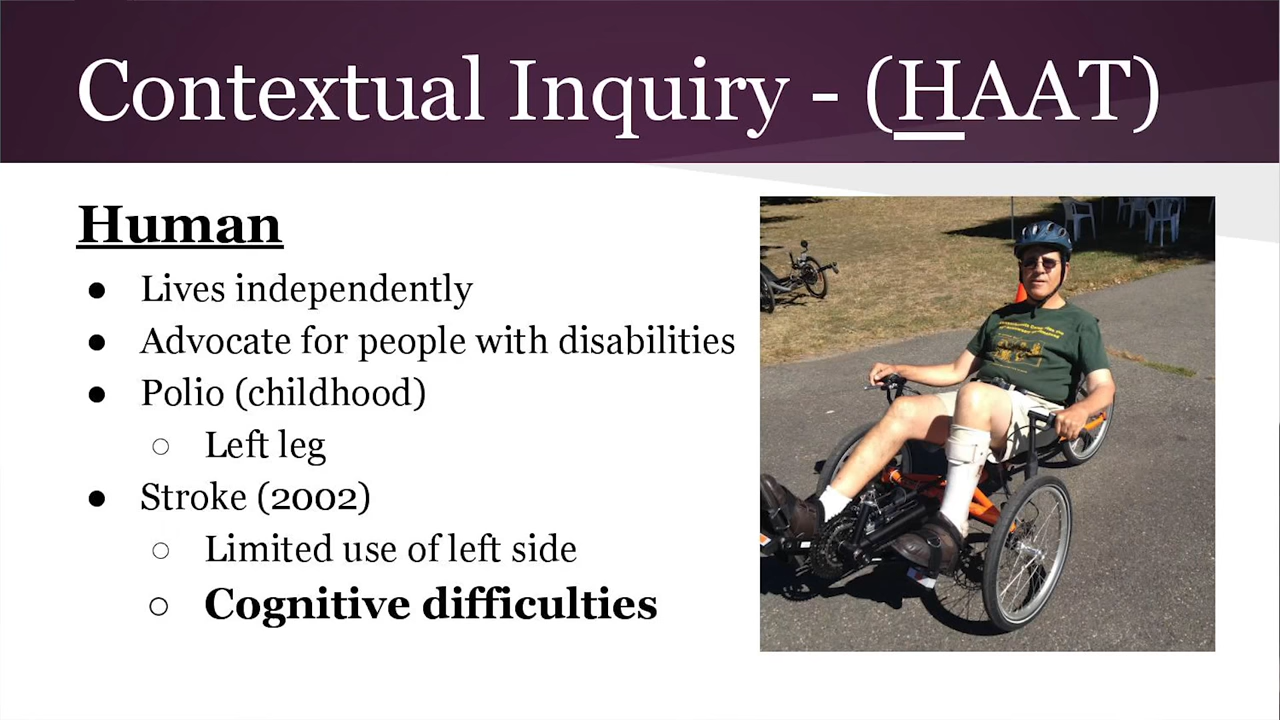 Contextual Inquiry - (HAAT)
Human
● Lives independently
● Advocate for people with disabilities
● Polio (childhood)
○ Left leg
● Stroke (2002)
○ Limited use of left side
○ Cognitive difficulties